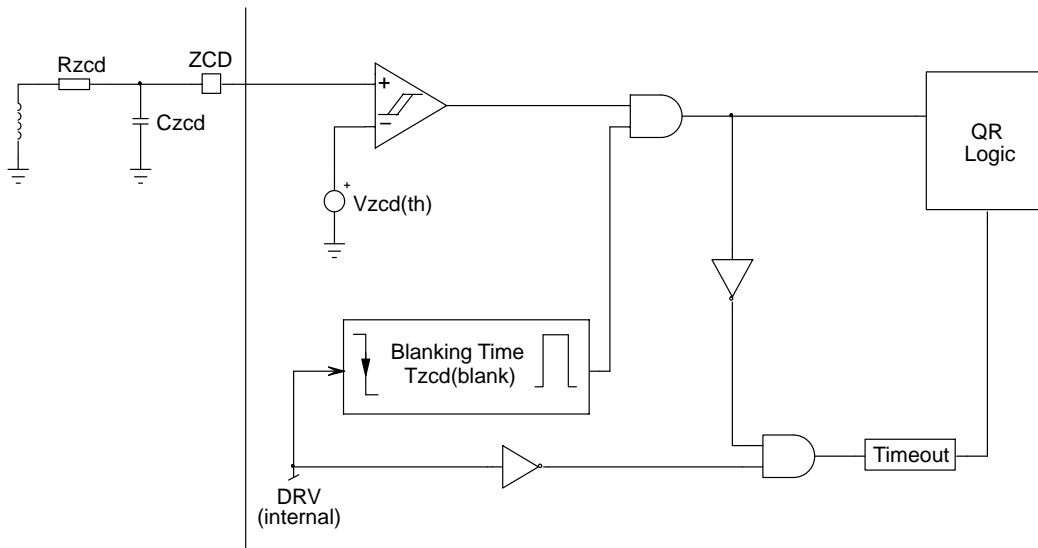 Rzcd
ZCD
Czcd
+
−
+
Vzcd(th)
QR
Logic
Blanking Time
Tzcd(blank)
Timeout
DRV
(internal)